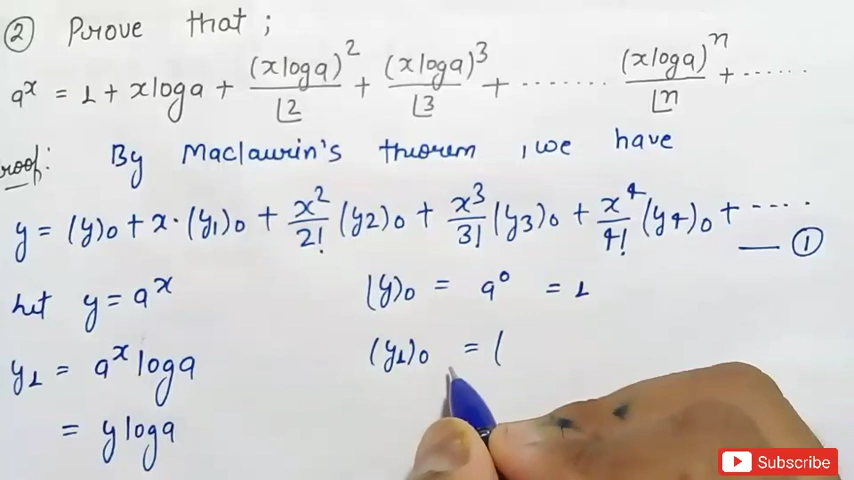 ② Prove that ;
a^x = 1 + x log a + (x log a)^2/⌊2 + (x log a)^3/⌊3 + ........ (x log a)^n/⌊n + ......
roof: By Maclaurin's theorem , we have
y = (y)₀ + x · (y₁)₀ + x^2/2! (y2)₀ + x^3/3! (y3)₀ + x^4/4! (y4)₀ + ....
— ①
Let y = a^x (y)₀ = a^0 = 1
y₁ = a^x log a (y₁)₀ = (
= y log a
Subscribe